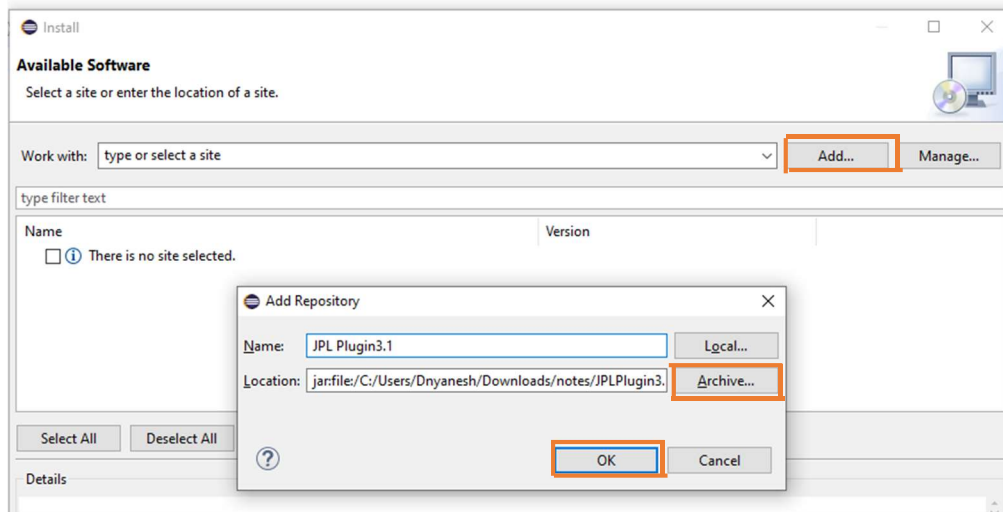 Install
Available Software
Select a site or enter the location of a site.
Work with: type or select a site Add... Manage...
type filter text
Name Version
There is no site selected.
Add Repository
Name: JPL Plugin3.1 Local...
Location: jar:file:/C:/Users/Dnyanesh/Downloads/notes/JPLPlugin3. Archive...
Select All Deselect All
OK Cancel
Details